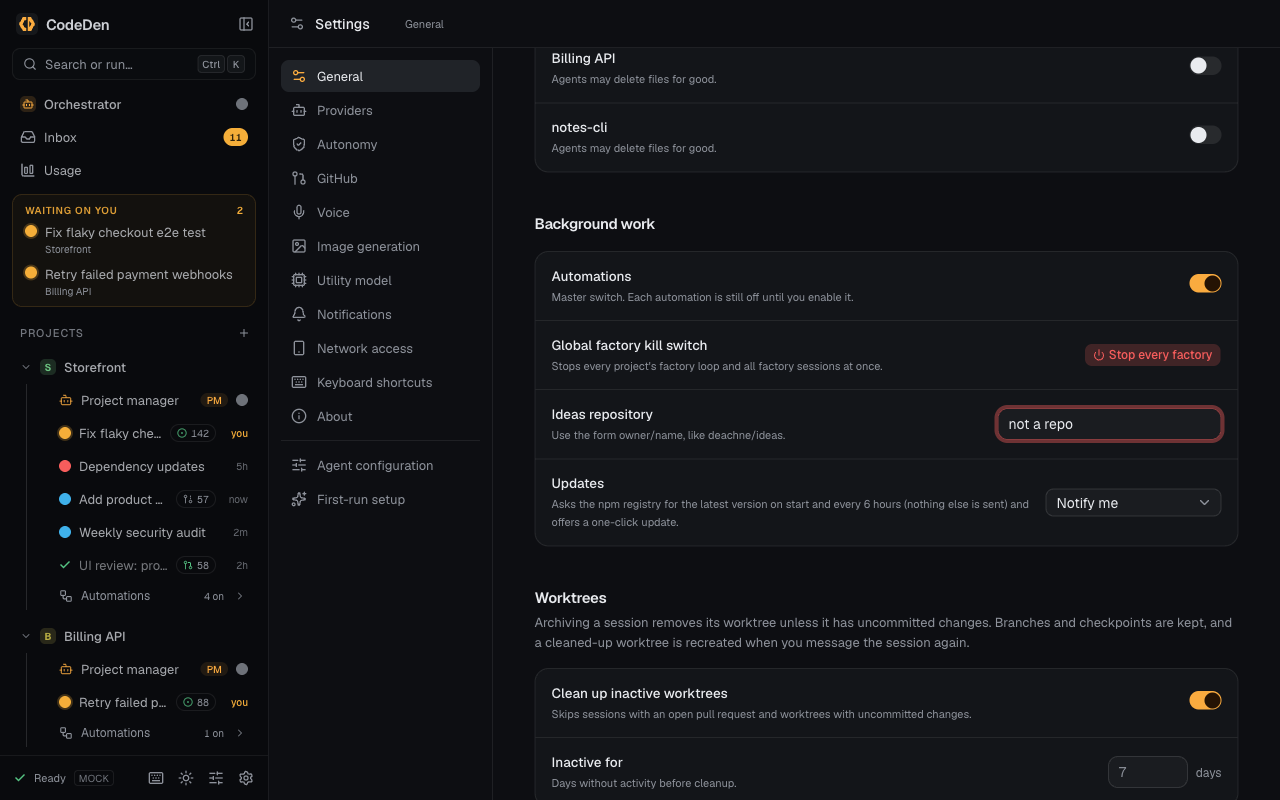 CodeDen
Search or run…
Ctrl K
Orchestrator
Inbox
11
Usage
WAITING ON YOU
2
Fix flaky checkout e2e test
Storefront
Retry failed payment webhooks
Billing API
PROJECTS
S Storefront
Project manager PM
Fix flaky che… 142 you
Dependency updates 5h
Add product … 57 now
Weekly security audit 2m
UI review: pro… 58 2h
Automations 4 on
B Billing API
Project manager PM
Retry failed p… 88 you
Automations 1 on
Ready MOCK
Settings
General
General
Providers
Autonomy
GitHub
Voice
Image generation
Utility model
Notifications
Network access
Keyboard shortcuts
About
Agent configuration
First-run setup
Billing API
Agents may delete files for good.
notes-cli
Agents may delete files for good.
Background work
Automations
Master switch. Each automation is still off until you enable it.
Global factory kill switch
Stops every project's factory loop and all factory sessions at once.
Stop every factory
Ideas repository
Use the form owner/name, like deachne/ideas.
not a repo
Updates
Asks the npm registry for the latest version on start and every 6 hours (nothing else is sent) and
offers a one-click update.
Notify me
Worktrees
Archiving a session removes its worktree unless it has uncommitted changes. Branches and checkpoints are kept, and
a cleaned-up worktree is recreated when you message the session again.
Clean up inactive worktrees
Skips sessions with an open pull request and worktrees with uncommitted changes.
Inactive for
Days without activity before cleanup.
7 days